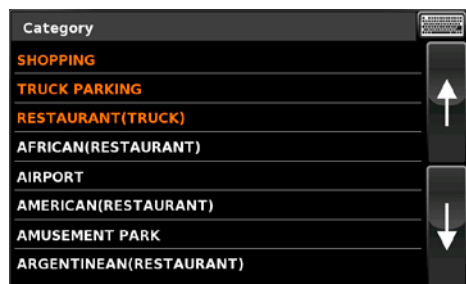 Category
SHOPPING
TRUCK PARKING
RESTAURANT(TRUCK)
AFRICAN(RESTAURANT)
AIRPORT
AMERICAN(RESTAURANT)
AMUSEMENT PARK
ARGENTINEAN(RESTAURANT)